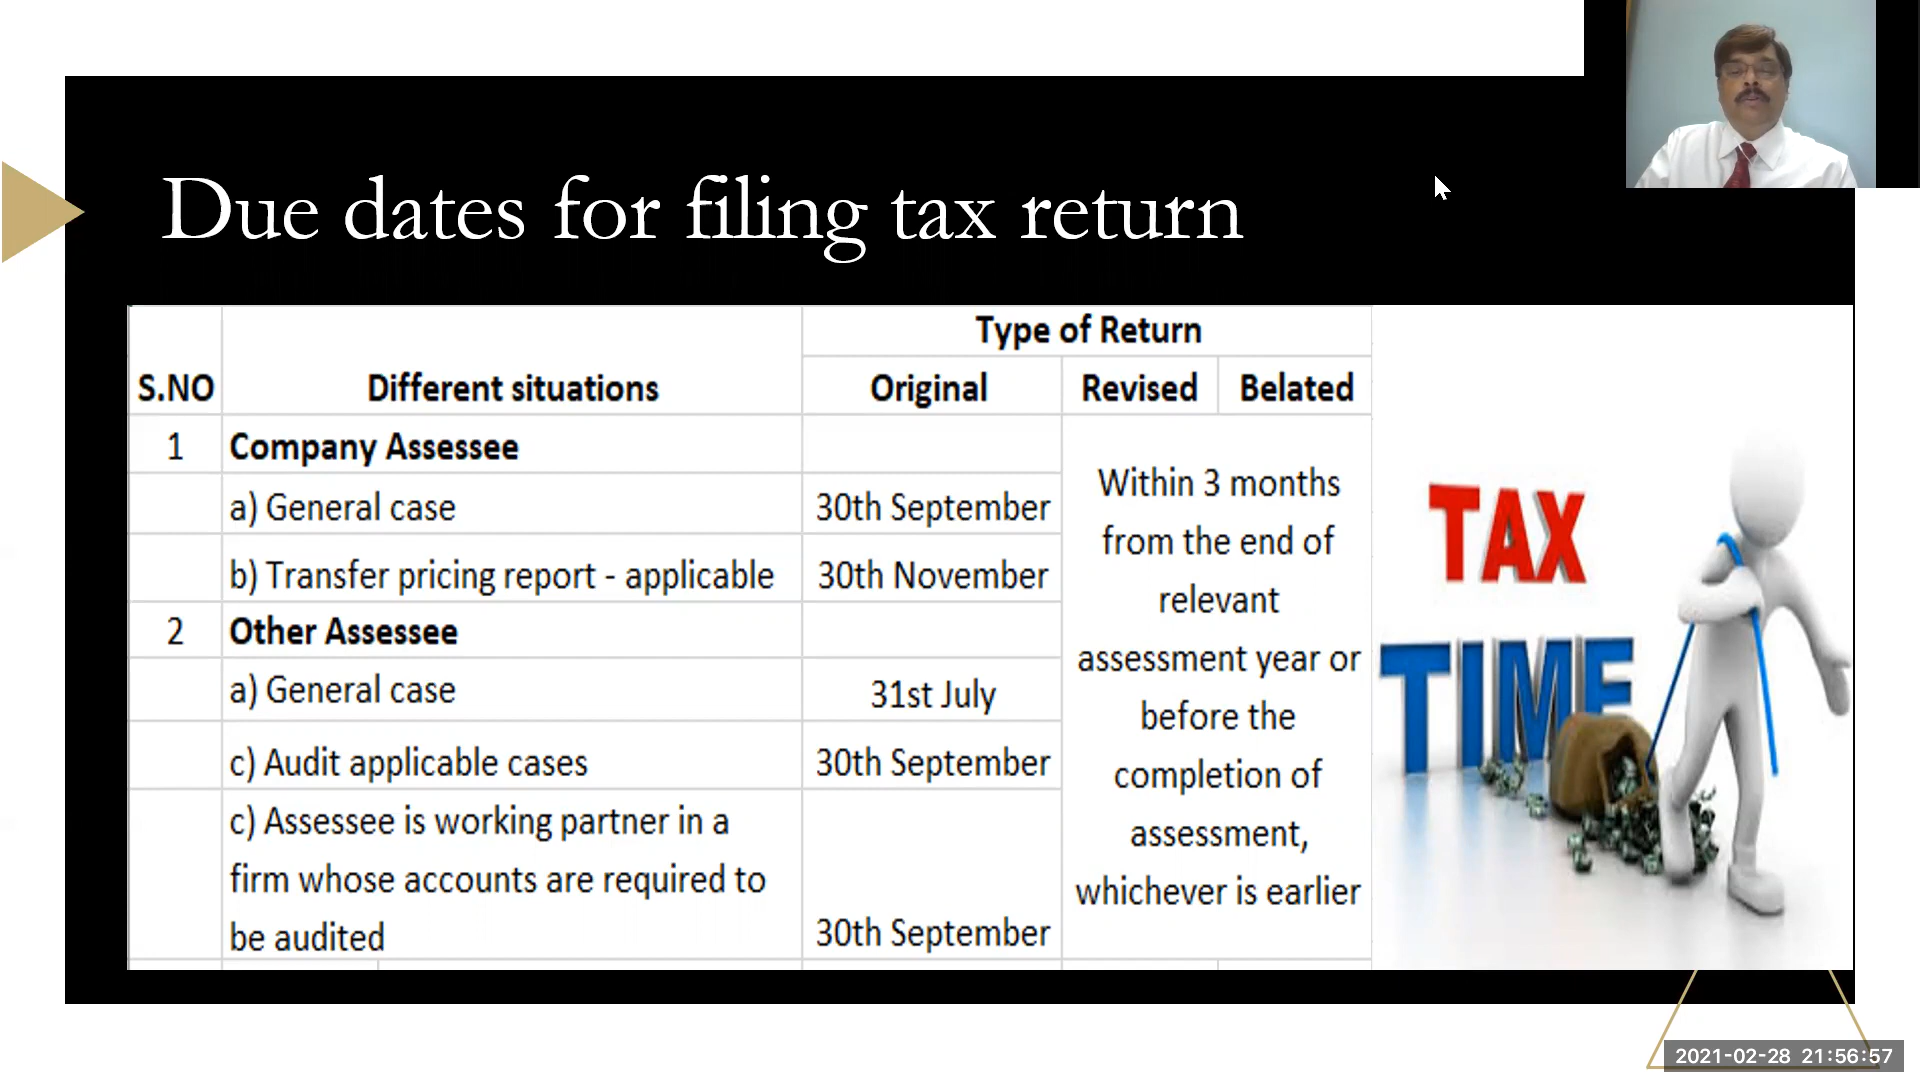 Due dates for filing tax return
Type of Return
S.NO Different situations Original Revised Belated
1 Company Assessee
a) General case 30th September
b) Transfer pricing report - applicable 30th November
2 Other Assessee
a) General case 31st July
c) Audit applicable cases 30th September
c) Assessee is working partner in a
firm whose accounts are required to
be audited 30th September
Within 3 months
from the end of
relevant
assessment year or
before the
completion of
assessment,
whichever is earlier
TAX
TIME
2021-02-28 21:56:57